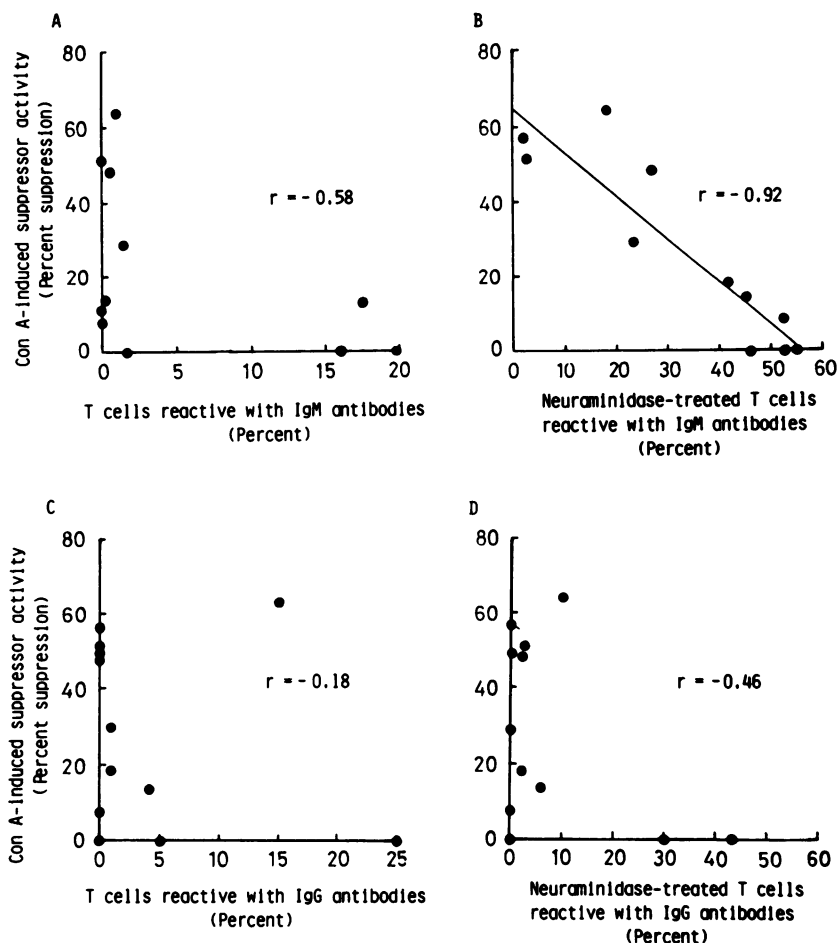 A
Con A-induced suppressor activity
(Percent suppression)
80
60
40
20
0
r = - 0.58
0 5 10 15 20
T cells reactive with IgM antibodies
(Percent)
B
80
60
40
20
0
r = -0.92
0 10 20 30 40 50 60
Neuraminidase-treated T cells
reactive with IgM antibodies
(Percent)
C
Con A-induced suppressor activity
(Percent suppression)
80
60
40
20
0
r = -0.18
0 5 10 15 20 25
T cells reactive with IgG antibodies
(Percent)
D
80
60
40
20
0
r = -0.46
0 10 20 30 40 50 60
Neuraminidase-treated T cells
reactive with IgG antibodies
(Percent)